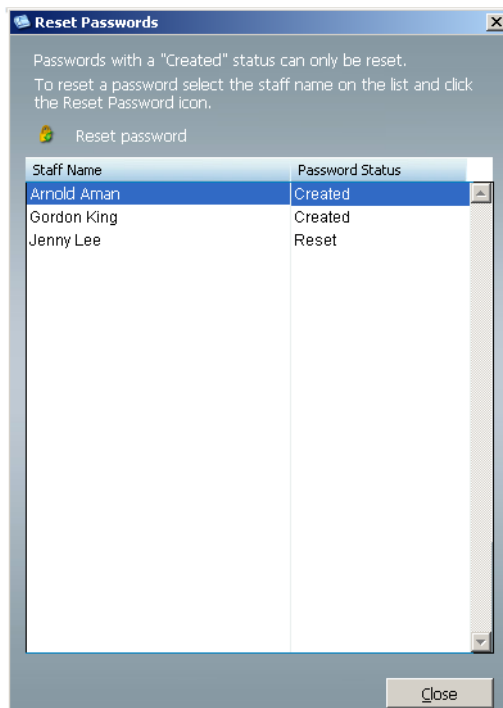 Reset Passwords
Passwords with a "Created" status can only be reset.
To reset a password select the staff name on the list and click
the Reset Password icon.
Reset password
Staff Name Password Status
Arnold Aman Created
Gordon King Created
Jenny Lee Reset
Close